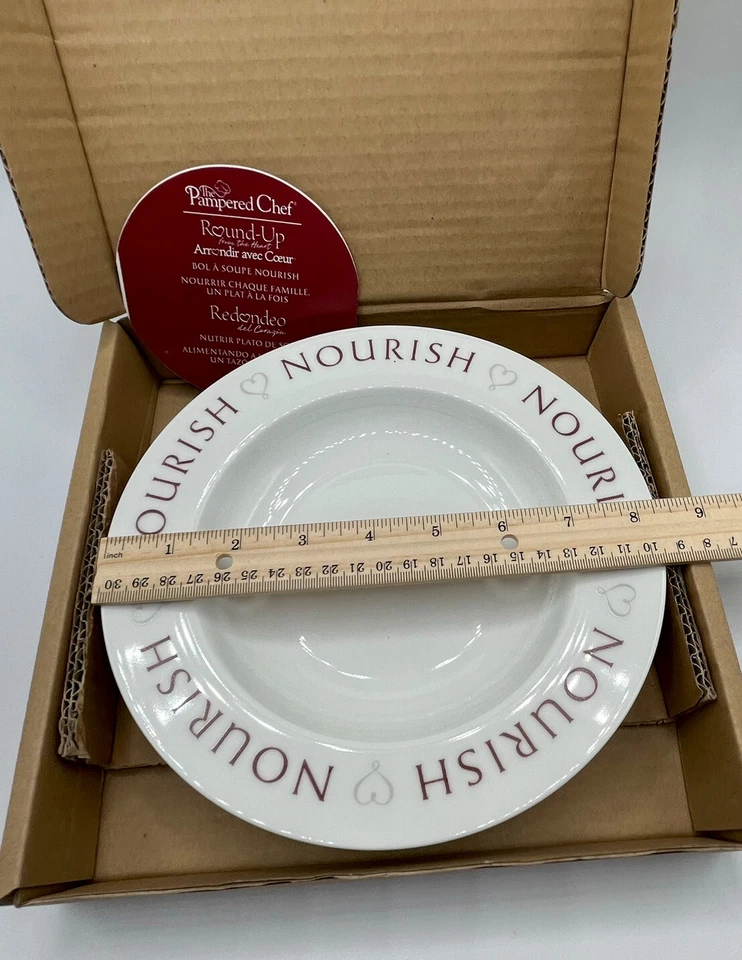 The
Pampered Chef®
Round-Up
from the Heart
Arrondir avec Cœur
BOL À SOUPE NOURISH
NOURRIR CHAQUE FAMILLE,
UN PLAT À LA FOIS
Redondeo
del Corazón
NUTRIR PLATO DE
ALIMENTANDO A
UN
NOURISH
NOURI
NOURISH
NOURISH
OURISH
inch 1 2 3 4 5 6 7 8 9
30 29 28 27 26 25 24 23 22 21 20 19 18 17 16 15 14 13 12 11 10 9 8 7